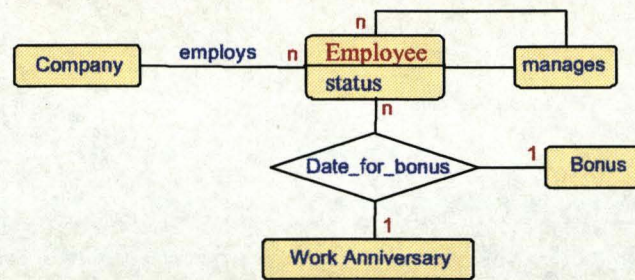 n
employs
n
Employee
Company
manages
status
n
Date_for_bonus
1
Bonus
1
Work Anniversary